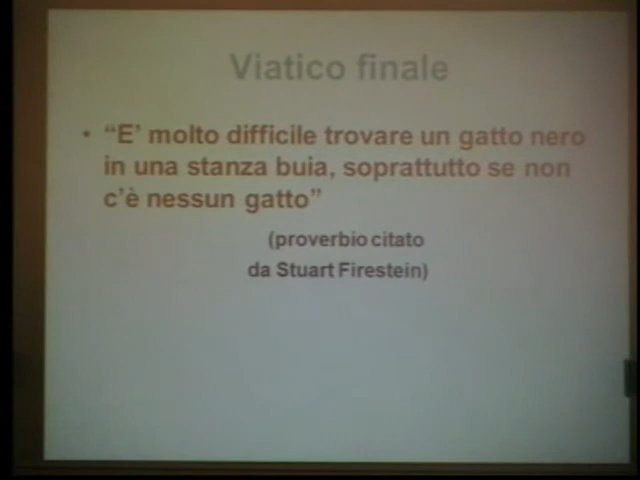 Viatico finale
• “E’ molto difficile trovare un gatto nero
in una stanza buia, soprattutto se non
c’è nessun gatto”
(proverbio citato
da Stuart Firestein)